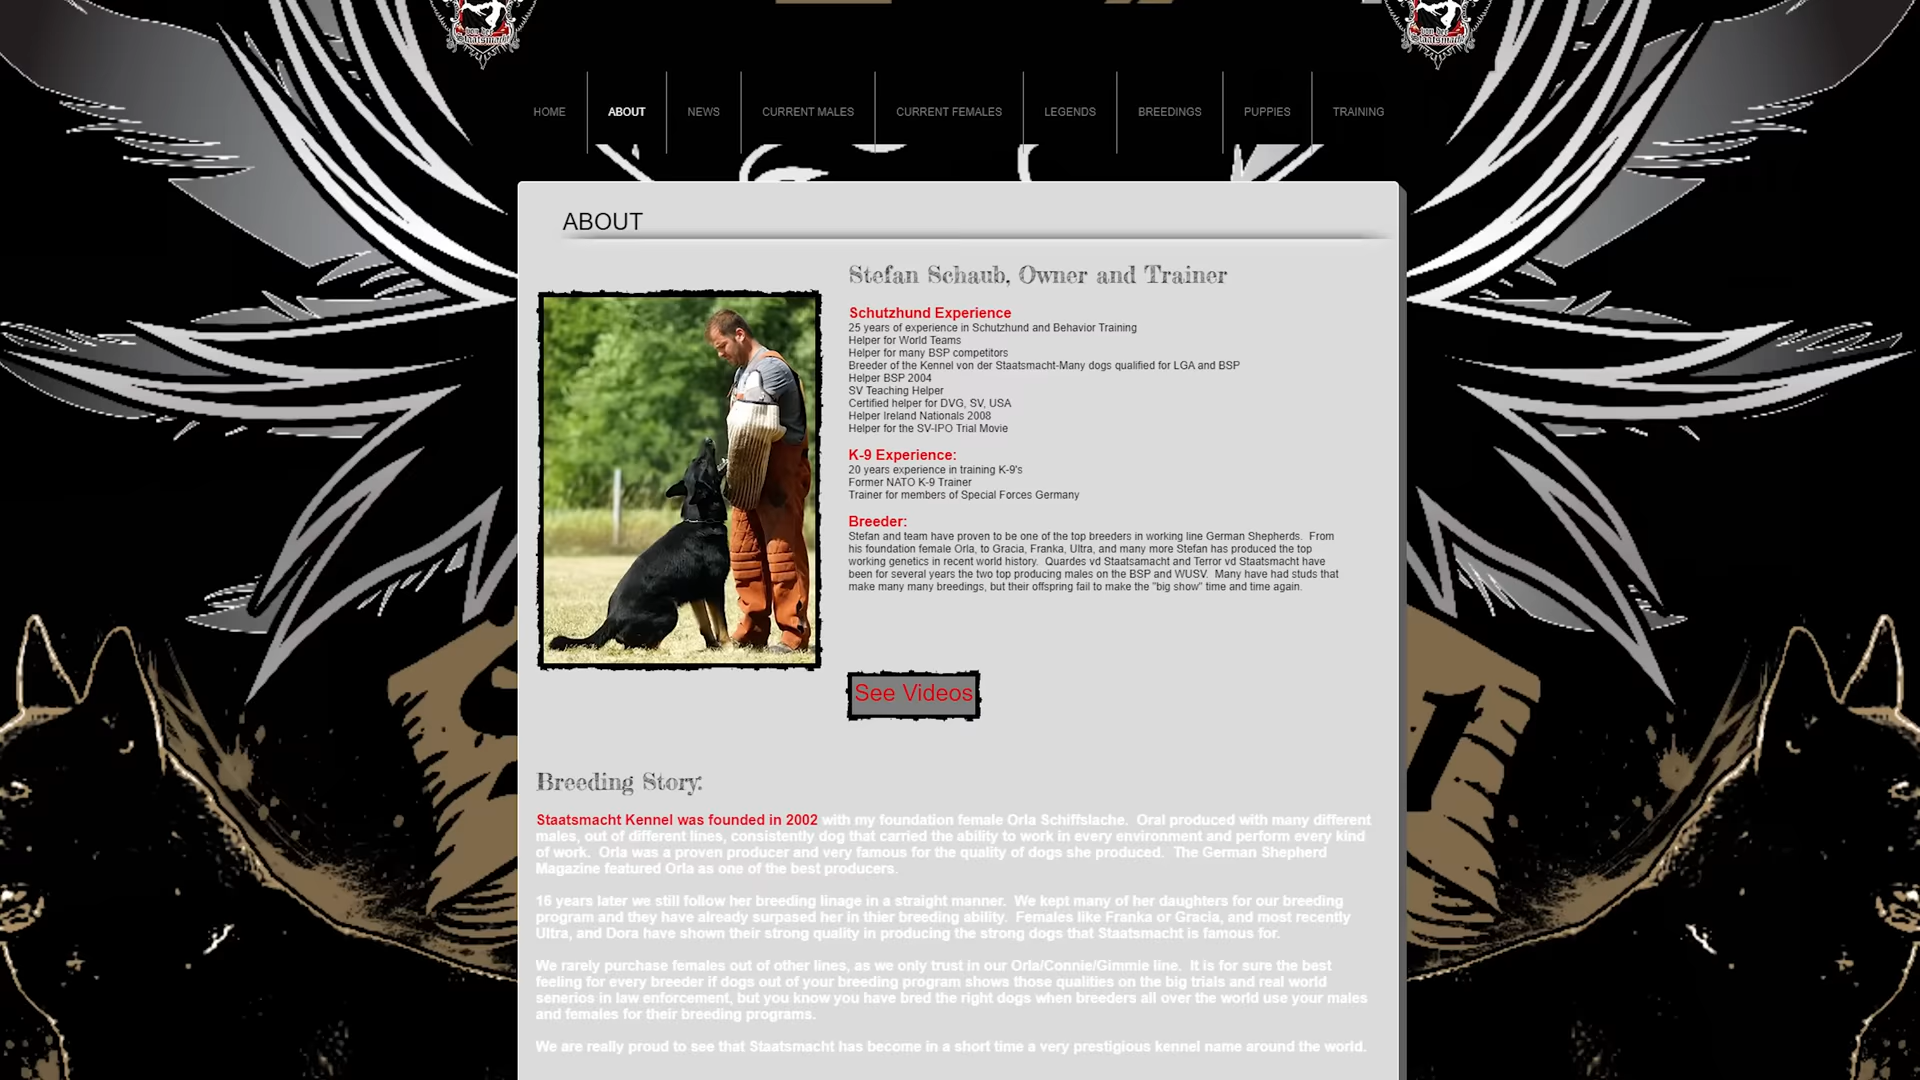 von der
Staatsmacht
von der
Staatsmacht
HOME
ABOUT
NEWS
CURRENT MALES
CURRENT FEMALES
LEGENDS
BREEDINGS
PUPPIES
TRAINING
ABOUT
Stefan Schaub, Owner and Trainer
Schutzhund Experience
25 years of experience in Schutzhund and Behavior Training
Helper for World Teams
Helper for many BSP competitors
Breeder of the Kennel von der Staatsmacht-Many dogs qualified for LGA and BSP
Helper BSP 2004
SV Teaching Helper
Certified helper for DVG, SV, USA
Helper Ireland Nationals 2008
Helper for the SV-IPO Trial Movie
K-9 Experience:
20 years experience in training K-9's
Former NATO K-9 Trainer
Trainer for members of Special Forces Germany
Breeder:
Stefan and team have proven to be one of the top breeders in working line German Shepherds. From
his foundation female Orla, to Gracia, Franka, Ultra, and many more Stefan has produced the top
working genetics in recent world history. Quardes vd Staatsamacht and Terror vd Staatsmacht have
been for several years the two top producing males on the BSP and WUSV. Many have had studs that
make many many breedings, but their offspring fail to make the "big show" time and time again.
See Videos
Breeding Story:
Staatsmacht Kennel was founded in 2002 with my foundation female Orla Schiffslache. Oral produced with many different
males, out of different lines, consistently dog that carried the ability to work in every environment and perform every kind
of work. Orla was a proven producer and very famous for the quality of dogs she produced. The German Shepherd
Magazine featured Orla as one of the best producers.
16 years later we still follow her breeding linage in a straight manner. We kept many of her daughters for our breeding
program and they have already surpased her in thier breeding ability. Females like Franka or Gracia, and most recently
Ultra, and Dora have shown their strong quality in producing the strong dogs that Staatsmacht is famous for.
We rarely purchase females out of other lines, as we only trust in our Orla/Connie/Gimmie line. It is for sure the best
feeling for every breeder if dogs out of your breeding program shows those qualities on the big trials and real world
senerios in law enforcement, but you know you have bred the right dogs when breeders all over the world use your males
and females for their breeding programs.
We are really proud to see that Staatsmacht has become in a short time a very prestigious kennel name around the world.